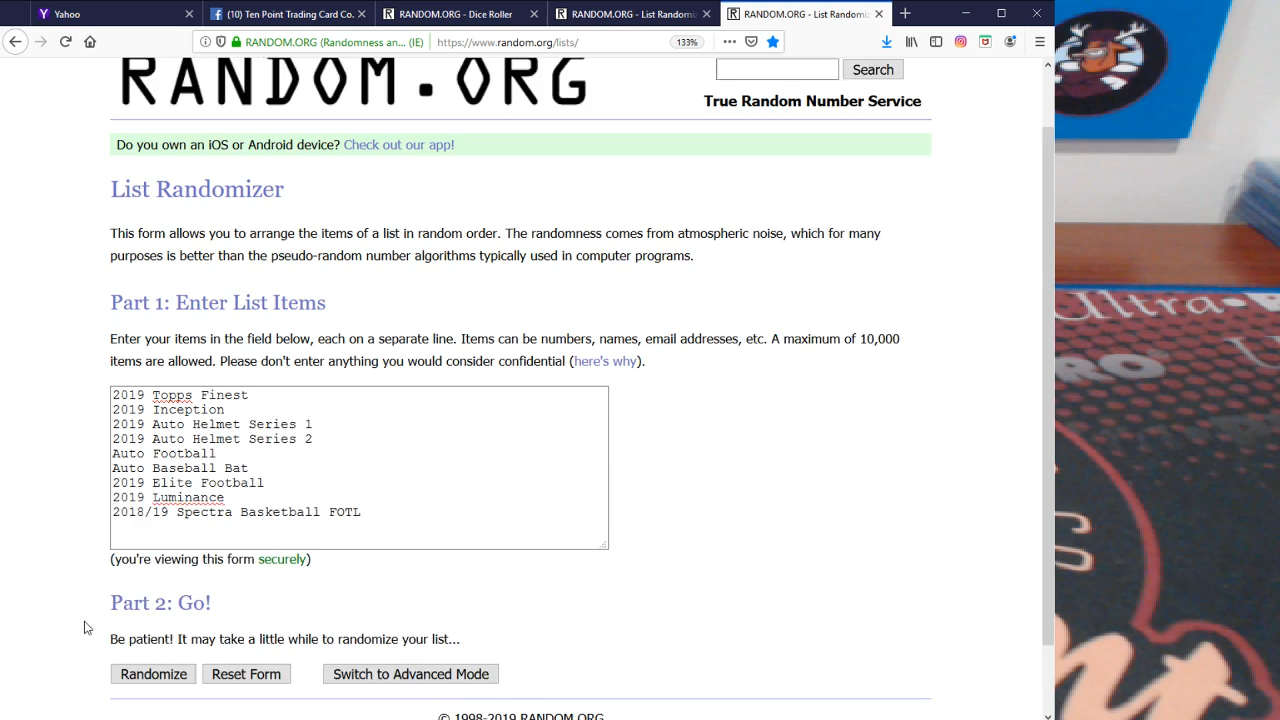 Yahoo
(10) Ten Point Trading Card Co.
RANDOM.ORG - Dice Roller
RANDOM.ORG - List Randomi
RANDOM.ORG - List Randomiz
RANDOM.ORG (Randomness an... (IE)
https://www.random.org/lists/
133%
RANDOM.ORG
Search
True Random Number Service
Do you own an iOS or Android device? Check out our app!
List Randomizer
This form allows you to arrange the items of a list in random order. The randomness comes from atmospheric noise, which for many
purposes is better than the pseudo-random number algorithms typically used in computer programs.
Part 1: Enter List Items
Enter your items in the field below, each on a separate line. Items can be numbers, names, email addresses, etc. A maximum of 10,000
items are allowed. Please don't enter anything you would consider confidential (here's why).
2019 Topps Finest
2019 Inception
2019 Auto Helmet Series 1
2019 Auto Helmet Series 2
Auto Football
Auto Baseball Bat
2019 Elite Football
2019 Luminance
2018/19 Spectra Basketball FOTL
(you're viewing this form securely)
Part 2: Go!
Be patient! It may take a little while to randomize your list...
Randomize
Reset Form
Switch to Advanced Mode
© 1998-2019 RANDOM.ORG
Ultra
PRO